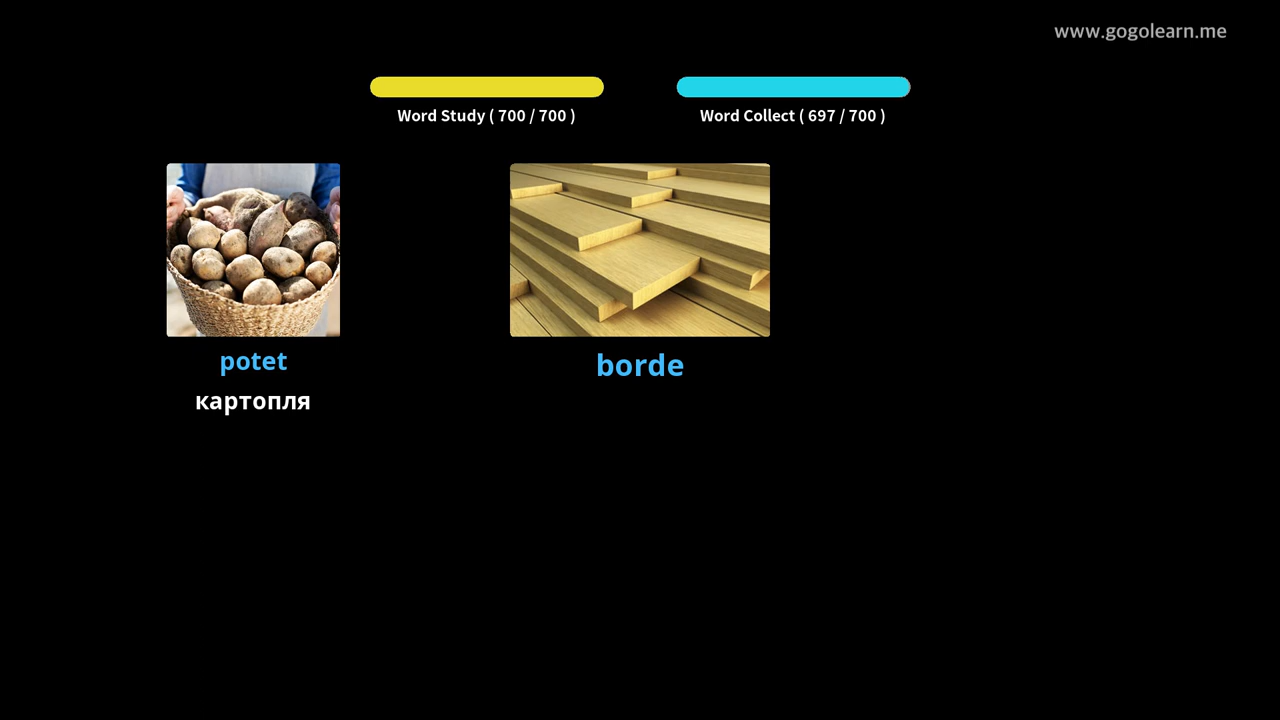 www.gogolearn.me
Word Study ( 700 / 700 )
Word Collect ( 697 / 700 )
potet
картопля
borde